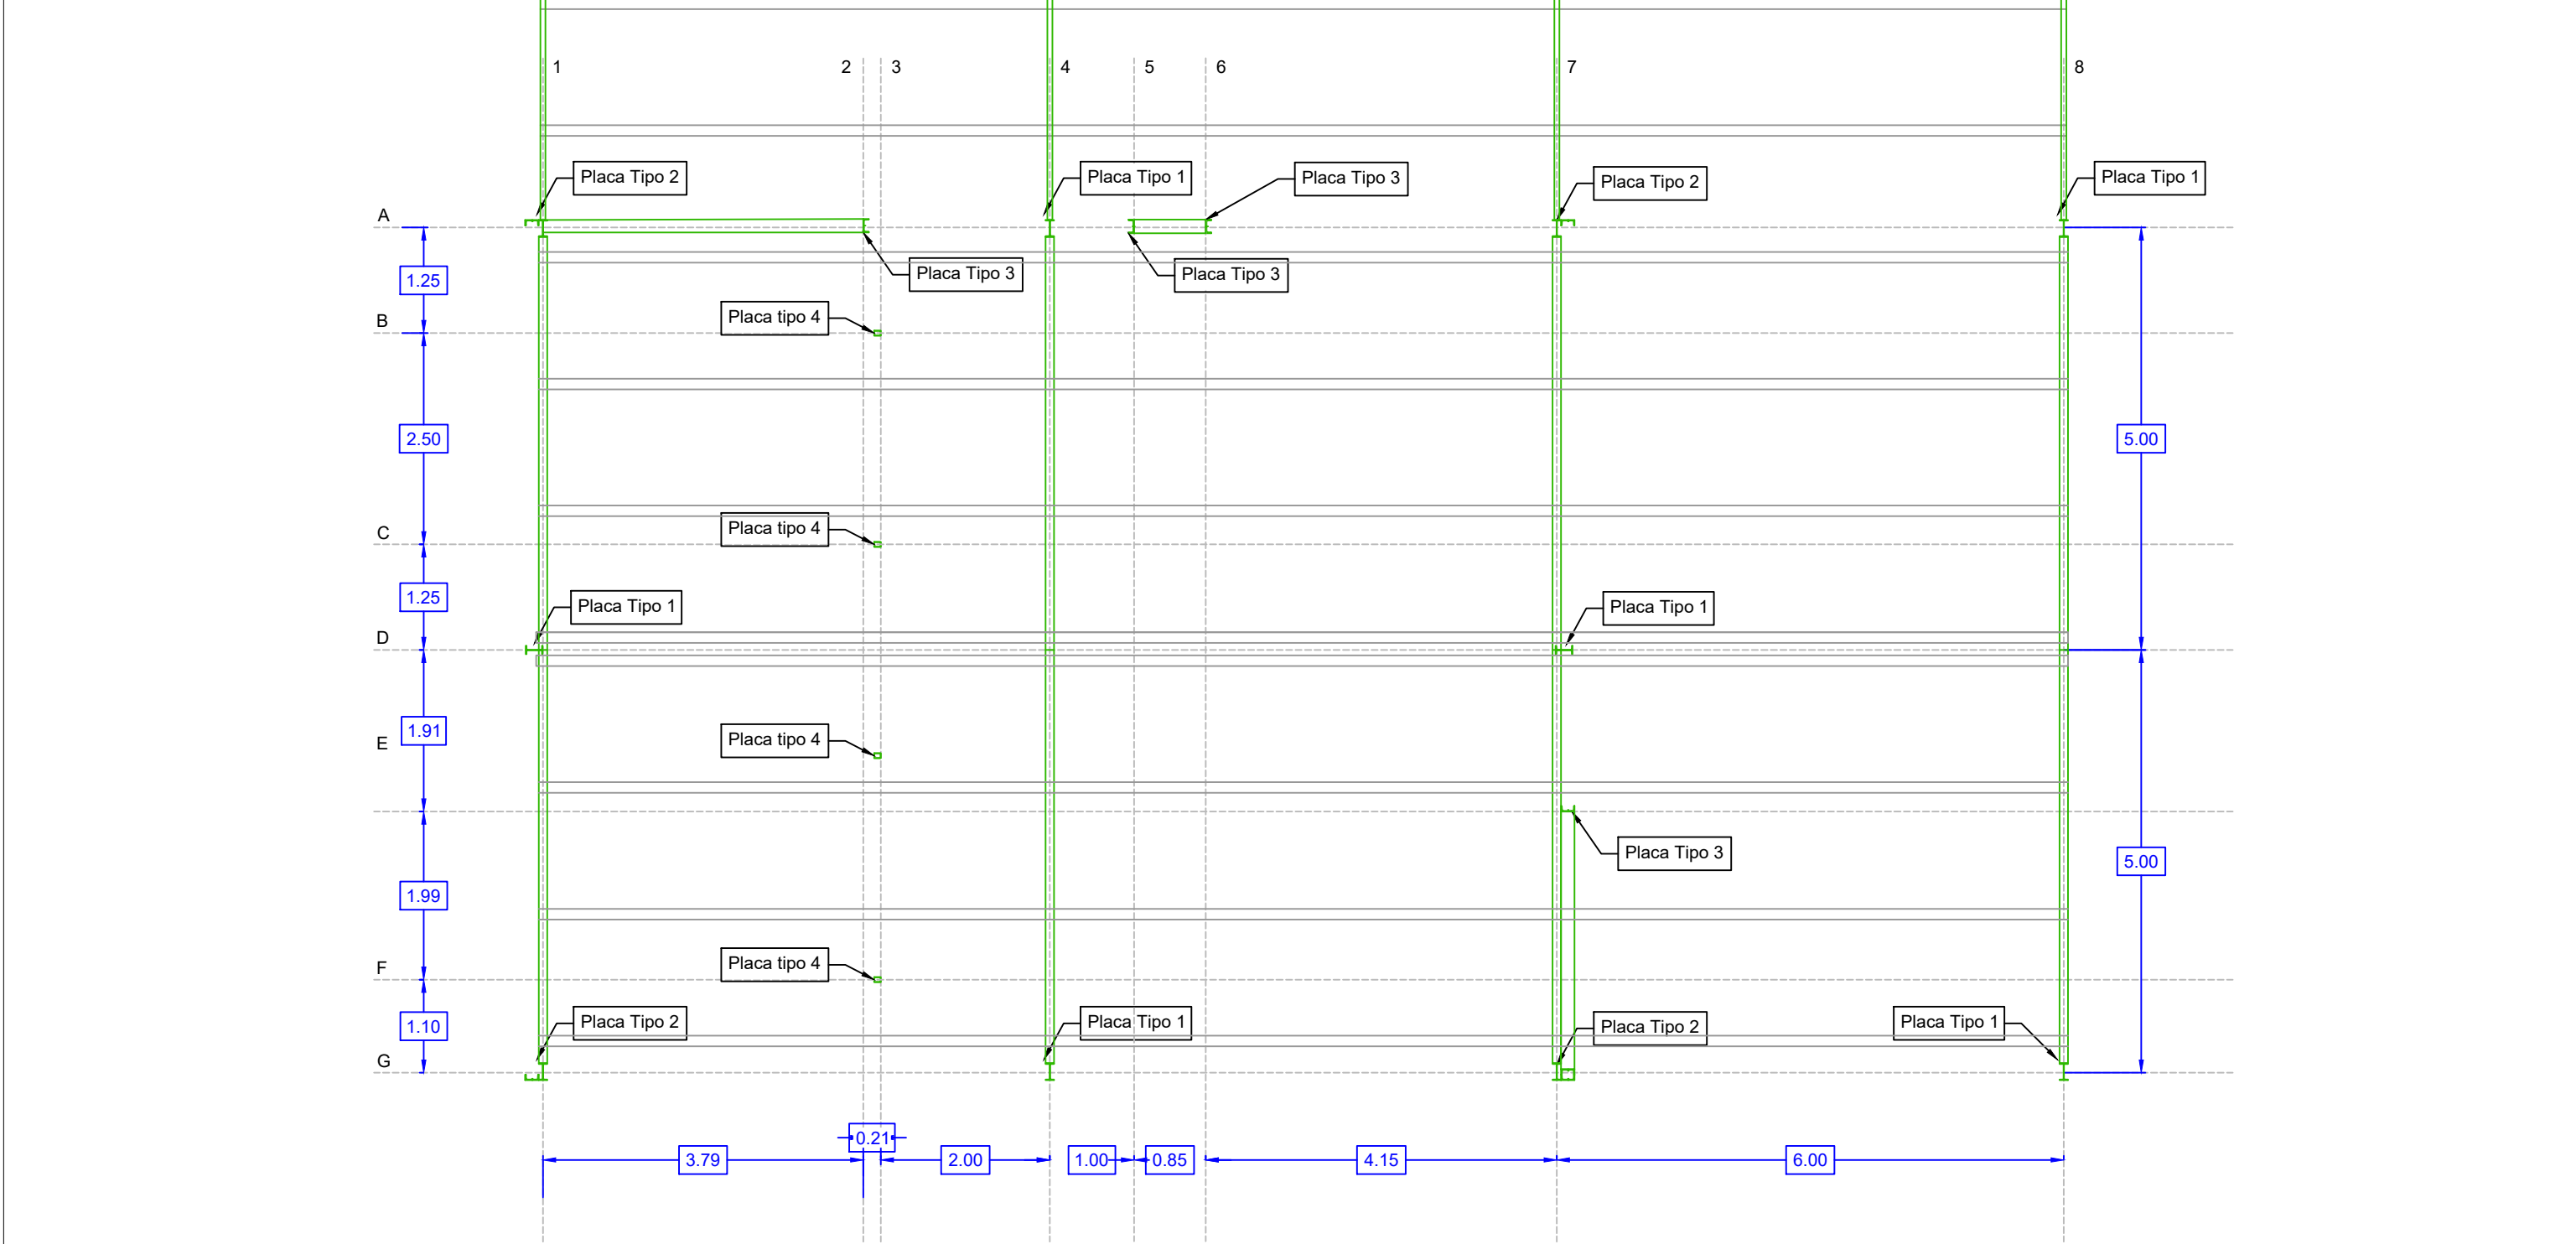 1
2
3
4
5
6
7
8
Placa Tipo 2
Placa Tipo 1
Placa Tipo 3
Placa Tipo 2
Placa Tipo 1
A
Placa Tipo 3
Placa Tipo 3
1.25
B
Placa tipo 4
2.50
5.00
C
Placa tipo 4
1.25
Placa Tipo 1
Placa Tipo 1
D
1.91
E
Placa tipo 4
Placa Tipo 3
5.00
1.99
F
Placa tipo 4
1.10
Placa Tipo 2
Placa Tipo 1
Placa Tipo 2
Placa Tipo 1
G
0.21
3.79
2.00
1.00
0.85
4.15
6.00